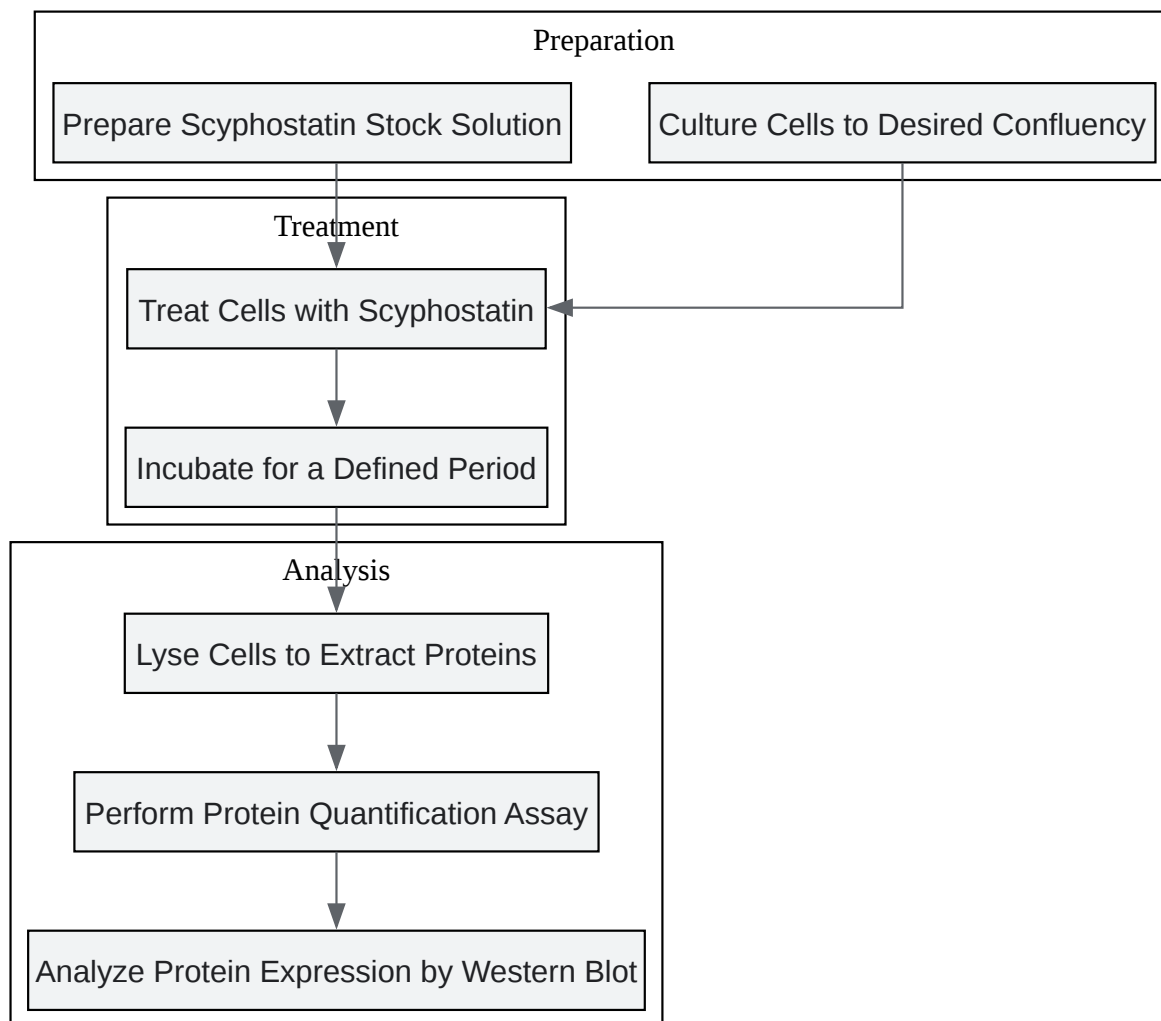 Preparation
Prepare Scyphostatin Stock Solution
Culture Cells to Desired Confluency
Treatment
Treat Cells with Scyphostatin
Incubate for a Defined Period
Analysis
Lyse Cells to Extract Proteins
Perform Protein Quantification Assay
Analyze Protein Expression by Western Blot